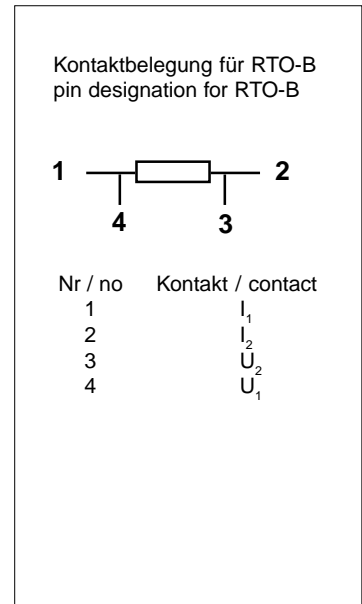 Kontaktbelegung für RTO-B
pin designation for RTO-B
1 2
4 3
Nr / no Kontakt / contact
1 I₁
2 I₂
3 U₂
4 U₁